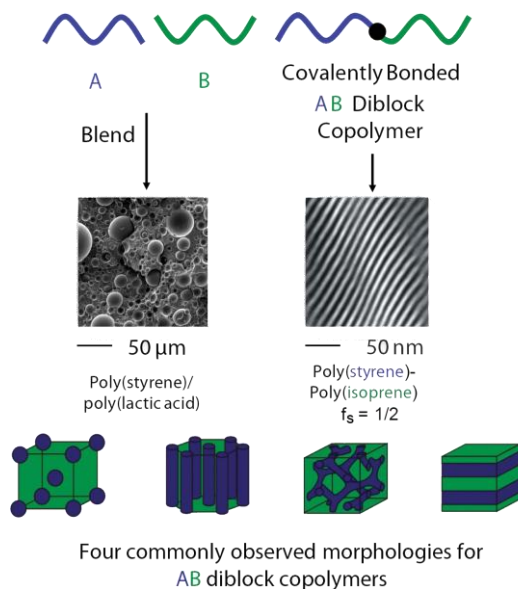 A
B
Covalently Bonded
AB Diblock
Copolymer
Blend
50 μm
50 nm
Poly(styrene)/
poly(lactic acid)
Poly(styrene)-
Poly(isoprene)
fs = 1/2
Four commonly observed morphologies for
AB diblock copolymers